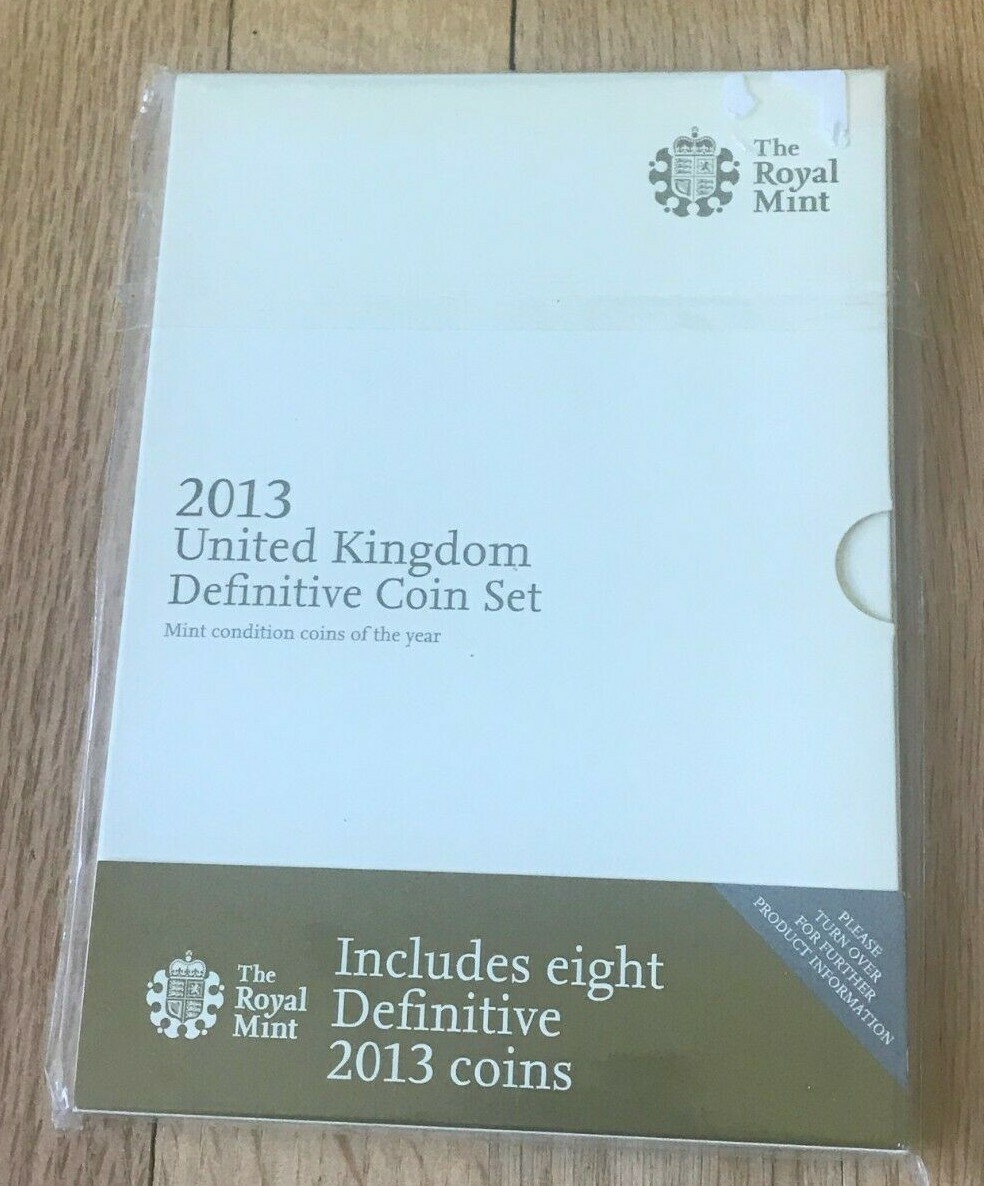 The
Royal
Mint
2013
United Kingdom
Definitive Coin Set
Mint condition coins of the year
PLEASE
TURN OVER
FOR FURTHER
PRODUCT INFORMATION
The
Royal
Mint
Includes eight
Definitive
2013 coins